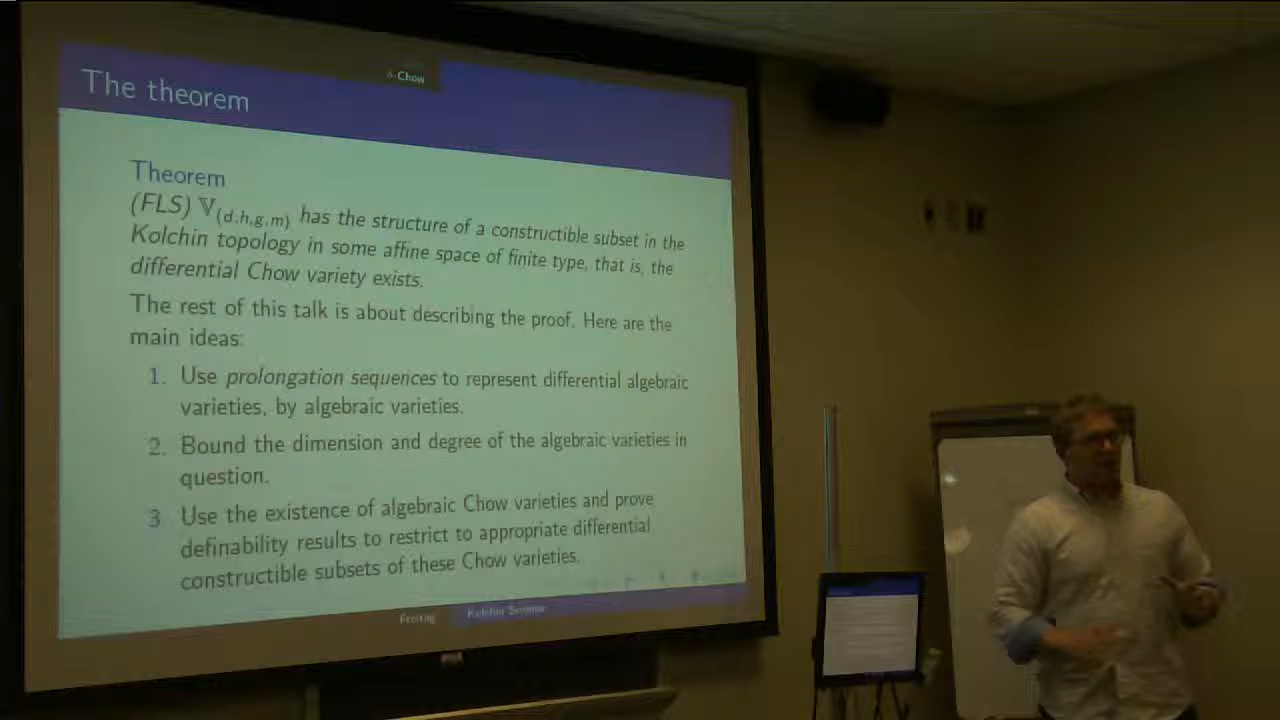 δ-Chow
The theorem
Theorem
(FLS) 𝕍(d,h,g,m) has the structure of a constructible subset in the
Kolchin topology in some affine space of finite type, that is, the
differential Chow variety exists.
The rest of this talk is about describing the proof. Here are the
main ideas:
1. Use prolongation sequences to represent differential algebraic
varieties, by algebraic varieties.
2. Bound the dimension and degree of the algebraic varieties in
question.
3. Use the existence of algebraic Chow varieties and prove
definability results to restrict to appropriate differential
constructible subsets of these Chow varieties.
Freitag Kolchin Seminar